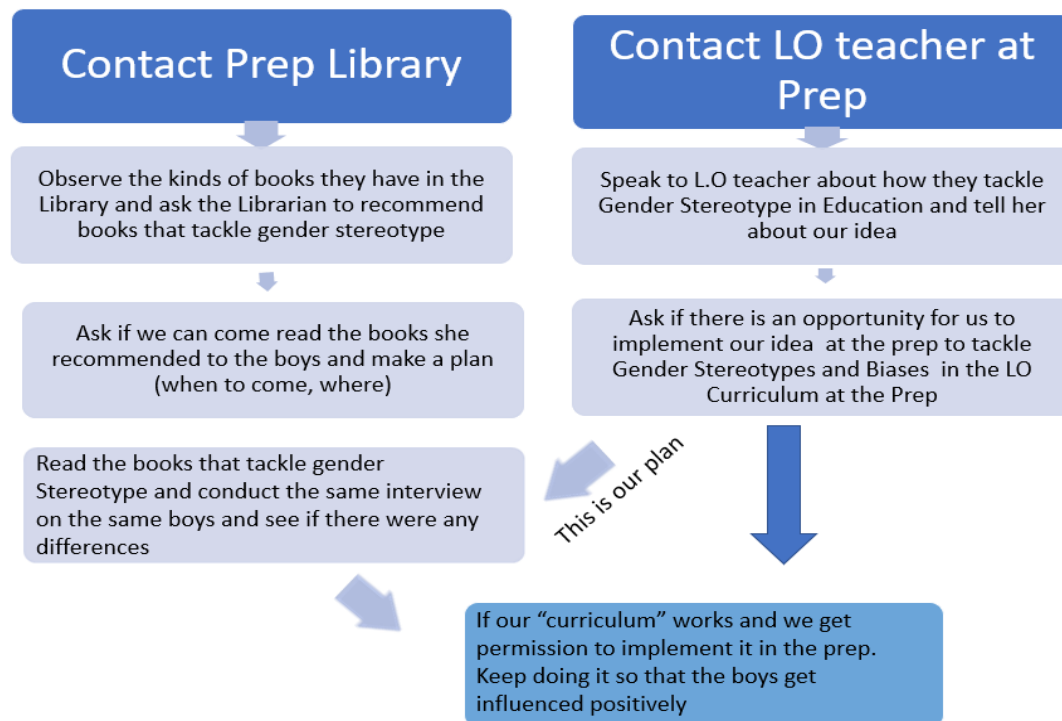 Contact Prep Library
Observe the kinds of books they have in the
Library and ask the Librarian to recommend
books that tackle gender stereotype
Ask if we can come read the books she
recommended to the boys and make a plan
(when to come, where)
Read the books that tackle gender
Stereotype and conduct the same interview
on the same boys and see if there were any
differences
Contact LO teacher at
Prep
Speak to L.O teacher about how they tackle
Gender Stereotype in Education and tell her
about our idea
Ask if there is an opportunity for us to
implement our idea at the prep to tackle
Gender Stereotypes and Biases in the LO
Curriculum at the Prep
This is our plan
If our “curriculum” works and we get
permission to implement it in the prep.
Keep doing it so that the boys get
influenced positively